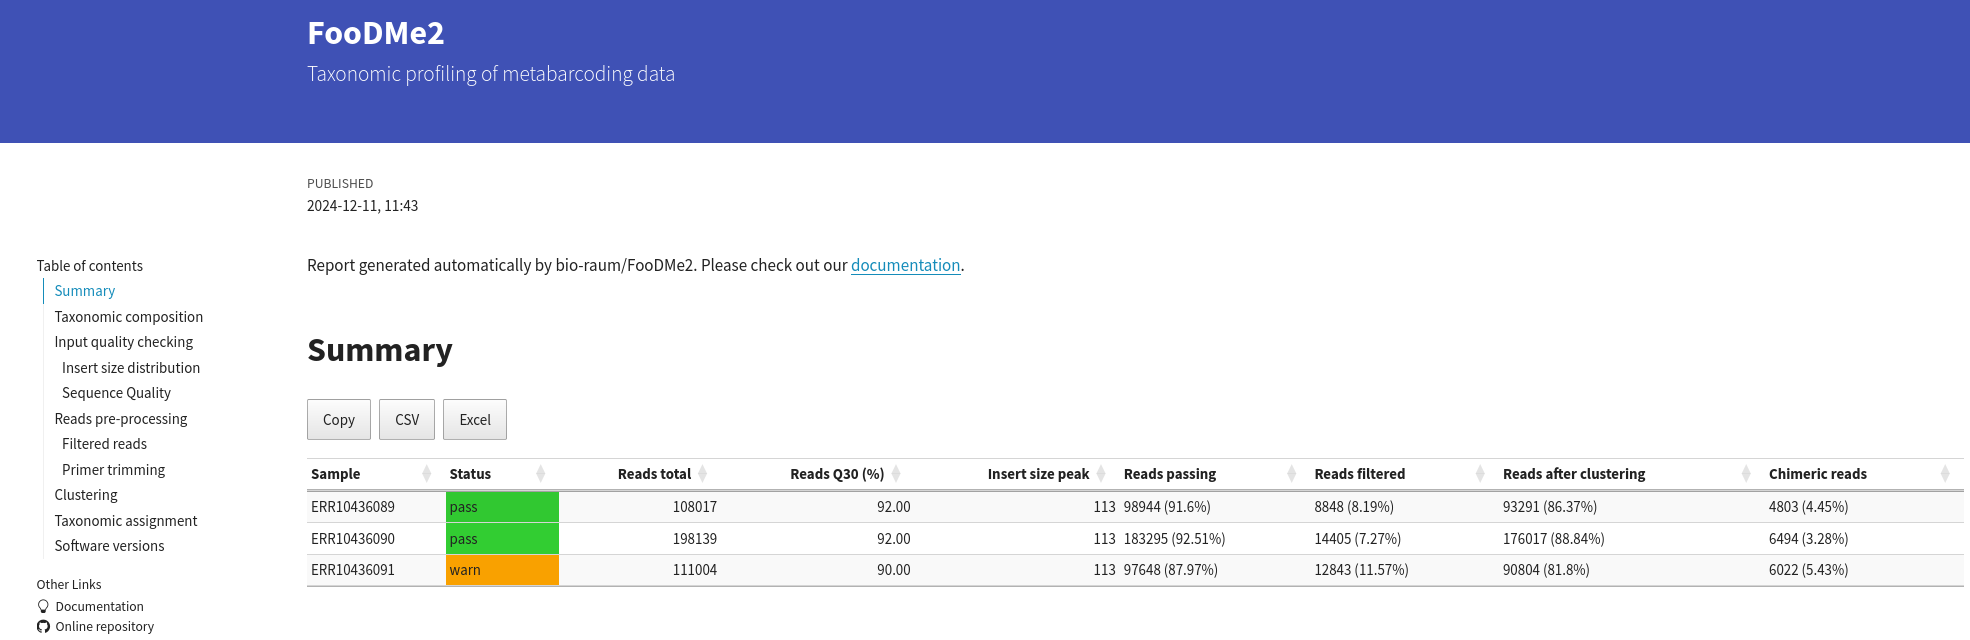 FooDMe2
Taxonomic profiling of metabarcoding data
PUBLISHED
2024-12-11, 11:43
Table of contents
Summary
Taxonomic composition
Input quality checking
Insert size distribution
Sequence Quality
Reads pre-processing
Filtered reads
Primer trimming
Clustering
Taxonomic assignment
Software versions
Other Links
Documentation
Online repository
Report generated automatically by bio-raum/FooDMe2. Please check out our documentation.
Summary
Copy CSV Excel
Sample Status Reads total Reads Q30 (%) Insert size peak Reads passing Reads filtered Reads after clustering Chimeric reads
ERR10436089 pass 108017 92.00 113 98944 (91.6%) 8848 (8.19%) 93291 (86.37%) 4803 (4.45%)
ERR10436090 pass 198139 92.00 113 183295 (92.51%) 14405 (7.27%) 176017 (88.84%) 6494 (3.28%)
ERR10436091 warn 111004 90.00 113 97648 (87.97%) 12843 (11.57%) 90804 (81.8%) 6022 (5.43%)